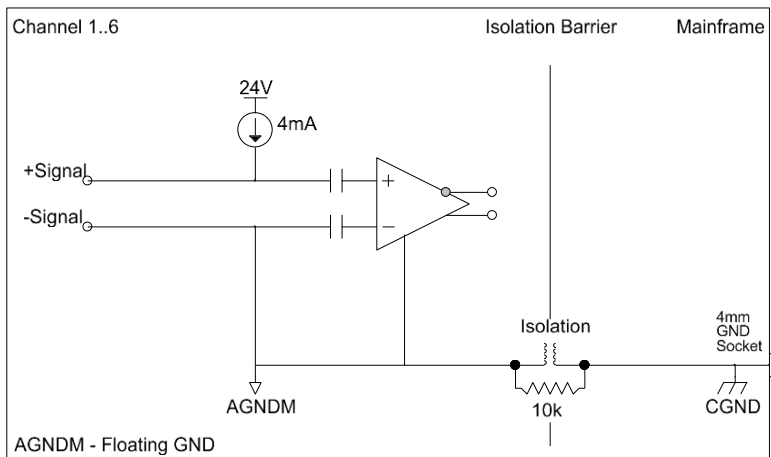 Channel 1..6
Isolation Barrier
Mainframe
24V
4mA
+Signal
+
-Signal
−
Isolation
4mm
GND
Socket
10k
AGNDM
CGND
AGNDM - Floating GND